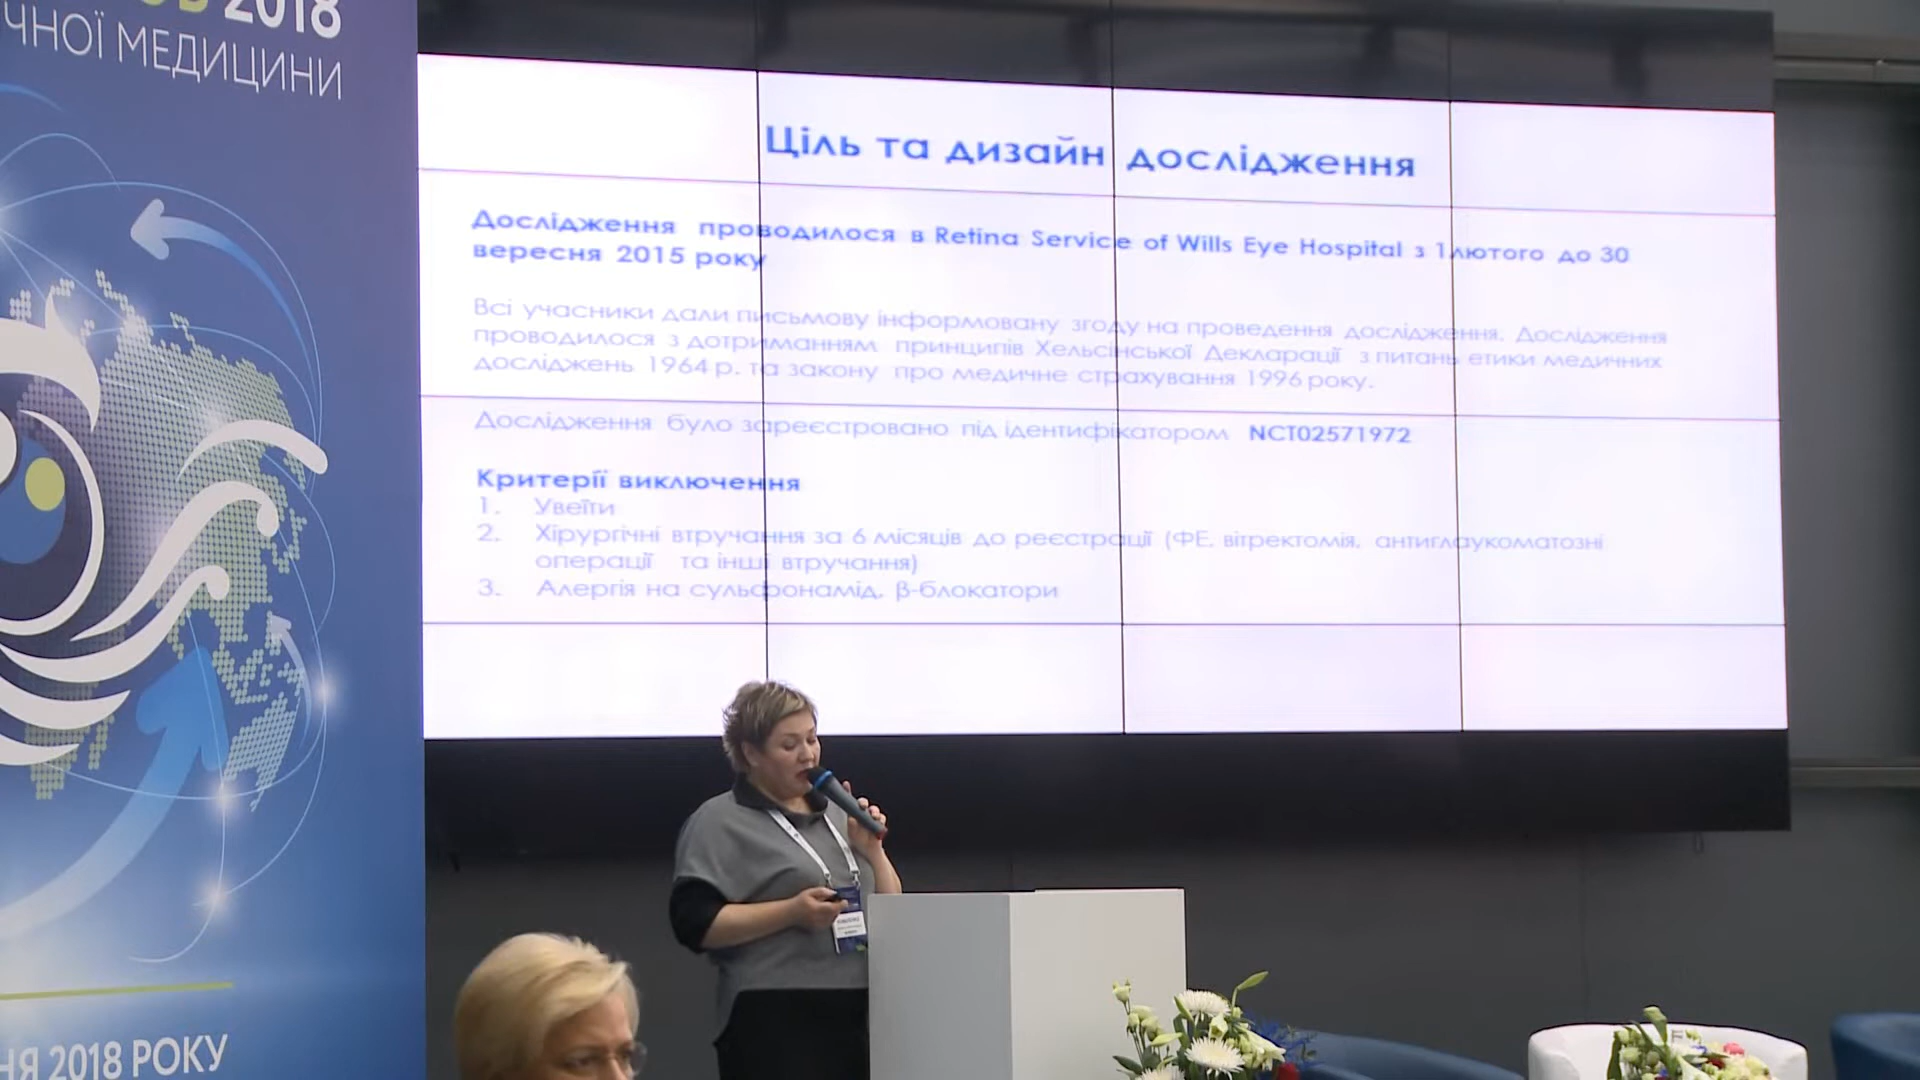 2018
ЧНОЇ МЕДИЦИНИ
Ціль та дизайн дослідження
Дослідження проводилося в Retina Service of Wills Eye Hospital з 1лютого до 30
вересня 2015 року
Всі учасники дали письмову інформовану згоду на проведення дослідження. Дослідження
проводилося з дотриманням принципів Хельсінської Декларації з питань етики медичних
досліджень 1964 р. та закону про медичне страхування 1996 року.
Дослідження було зареєстровано під ідентифікатором NCT02571972
Критерії виключення
1. Увеїти
2. Хірургічні втручання за 6 місяців до реєстрації (ФЕ, вітректомія, антиглаукоматозні
операції та інші втручання)
3. Алергія на сульфонамід, β-блокатори
НЯ 2018 РОКУ